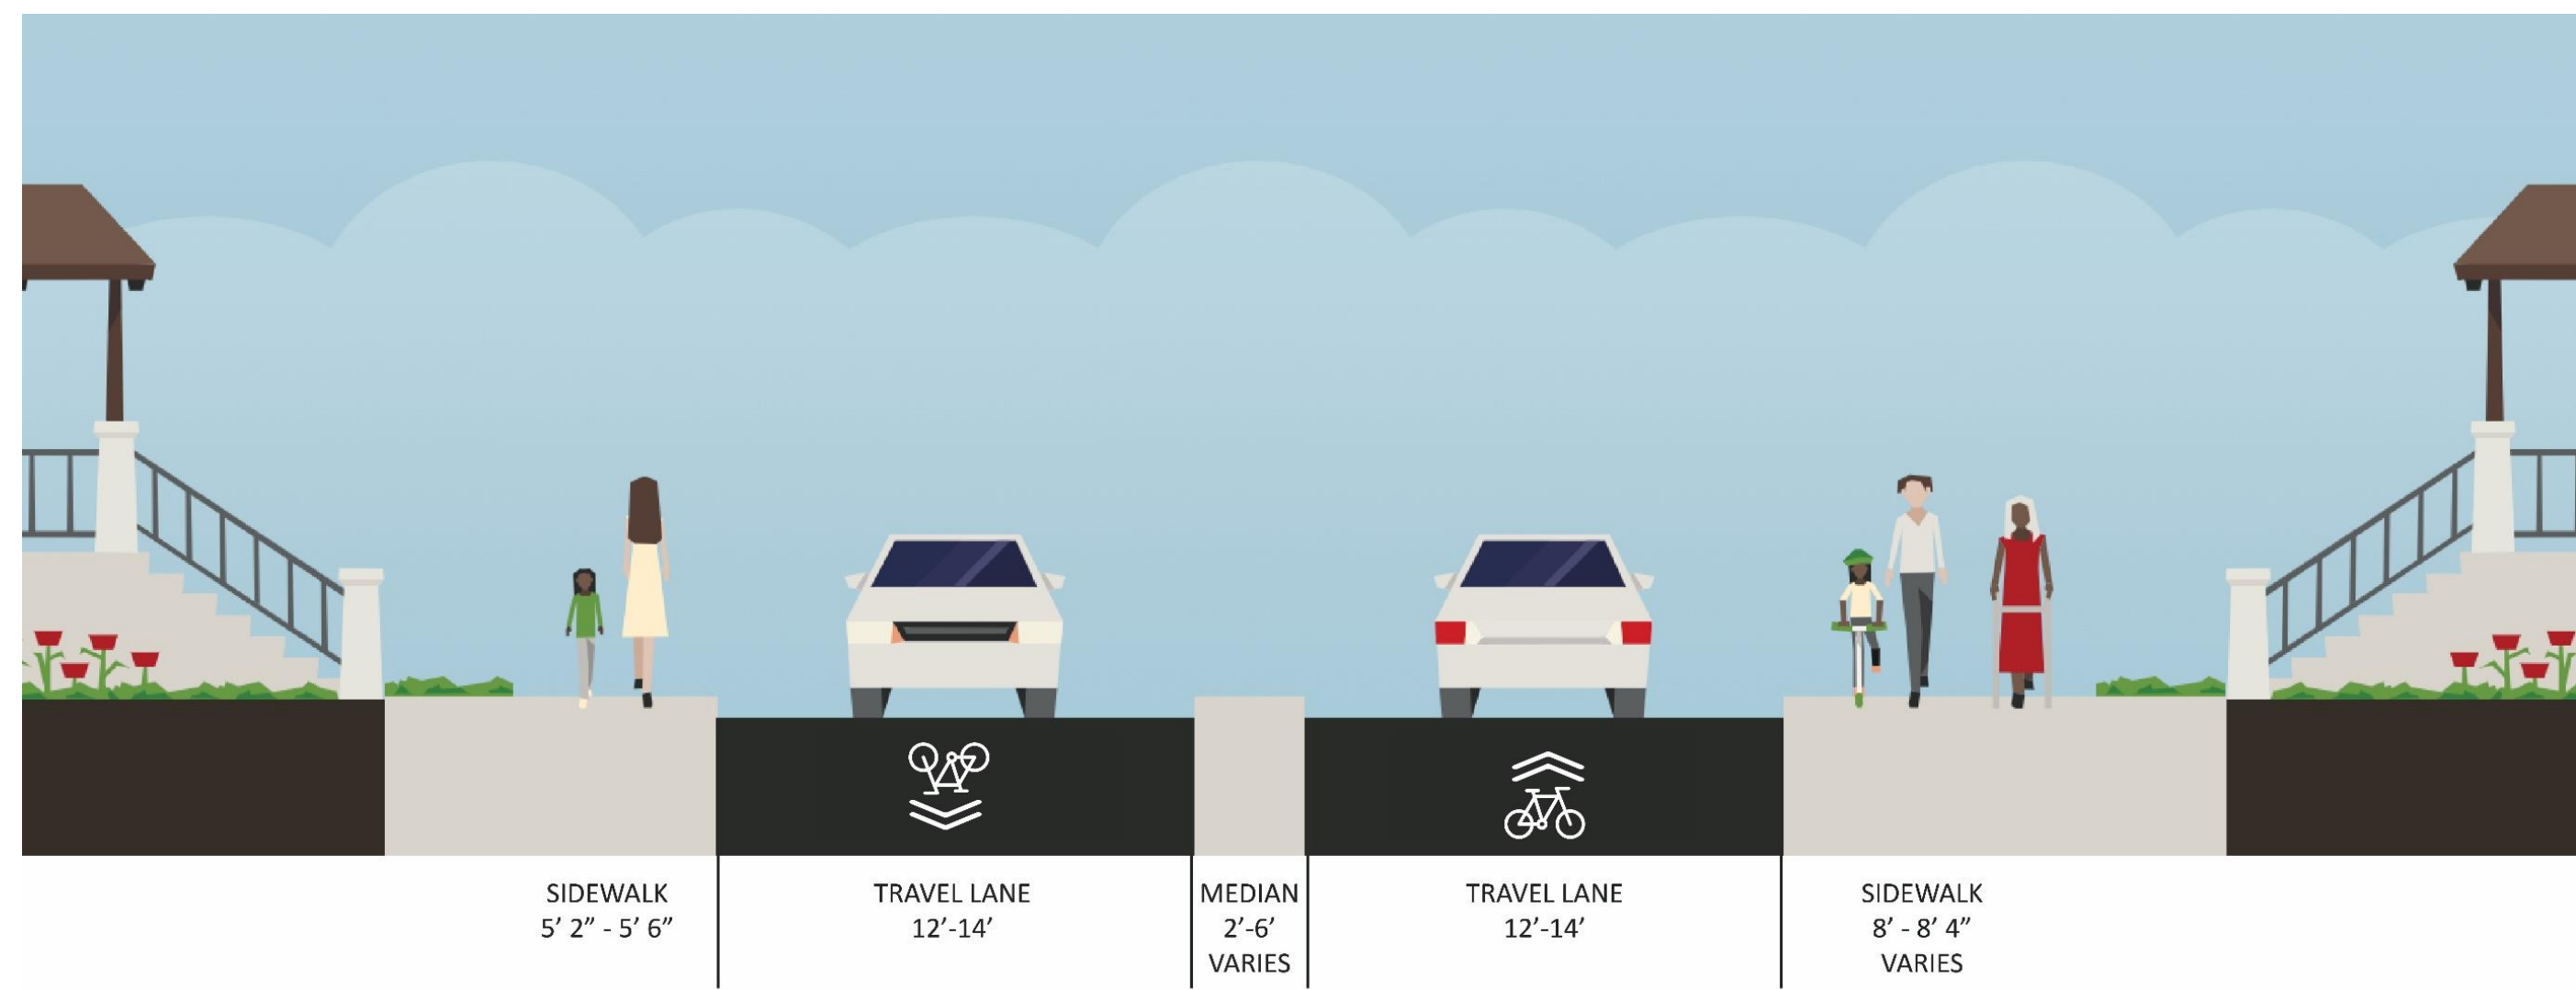 SIDEWALK
5’ 2” - 5’ 6”
TRAVEL LANE
12’-14’
MEDIAN
2’-6’
VARIES
TRAVEL LANE
12’-14’
SIDEWALK
8’ - 8’ 4”
VARIES